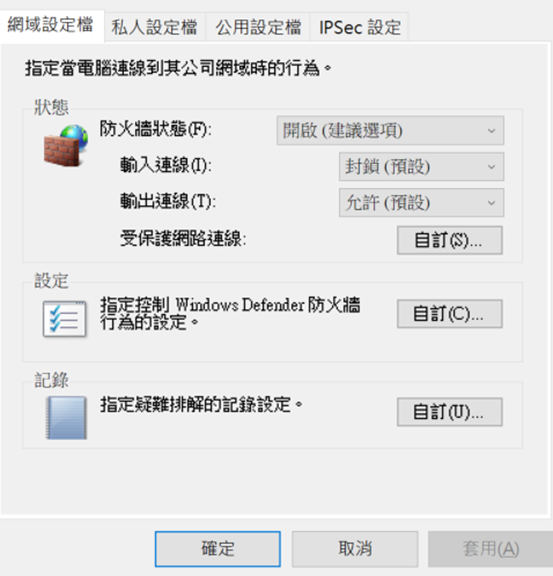 網域設定檔 私人設定檔 公用設定檔 IPSec 設定
指定當電腦連線到其公司網域時的行為。
狀態
防火牆狀態(F): 開啟 (建議選項)
輸入連線(I): 封鎖 (預設)
輸出連線(T): 允許 (預設)
受保護網路連線: 自訂(S)...
設定
指定控制 Windows Defender 防火牆
行為的設定。
自訂(C)...
記錄
指定疑難排解的記錄設定。 自訂(U)...
確定 取消 套用(A)